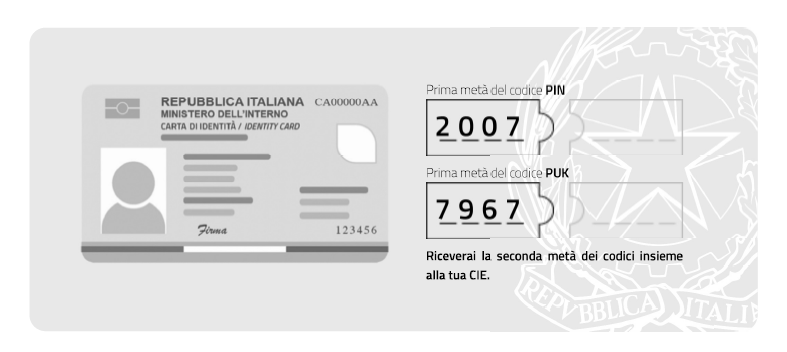 REPUBBLICA ITALIANA CA00000AA
MINISTERO DELL'INTERNO
CARTA DI IDENTITÀ / IDENTITY CARD
Firma 123456
Prima metà del codice PIN
2007
Prima metà del codice PUK
7967
Riceverai la seconda metà dei codici insieme
alla tua CIE.
REPVBBLICA ITALI